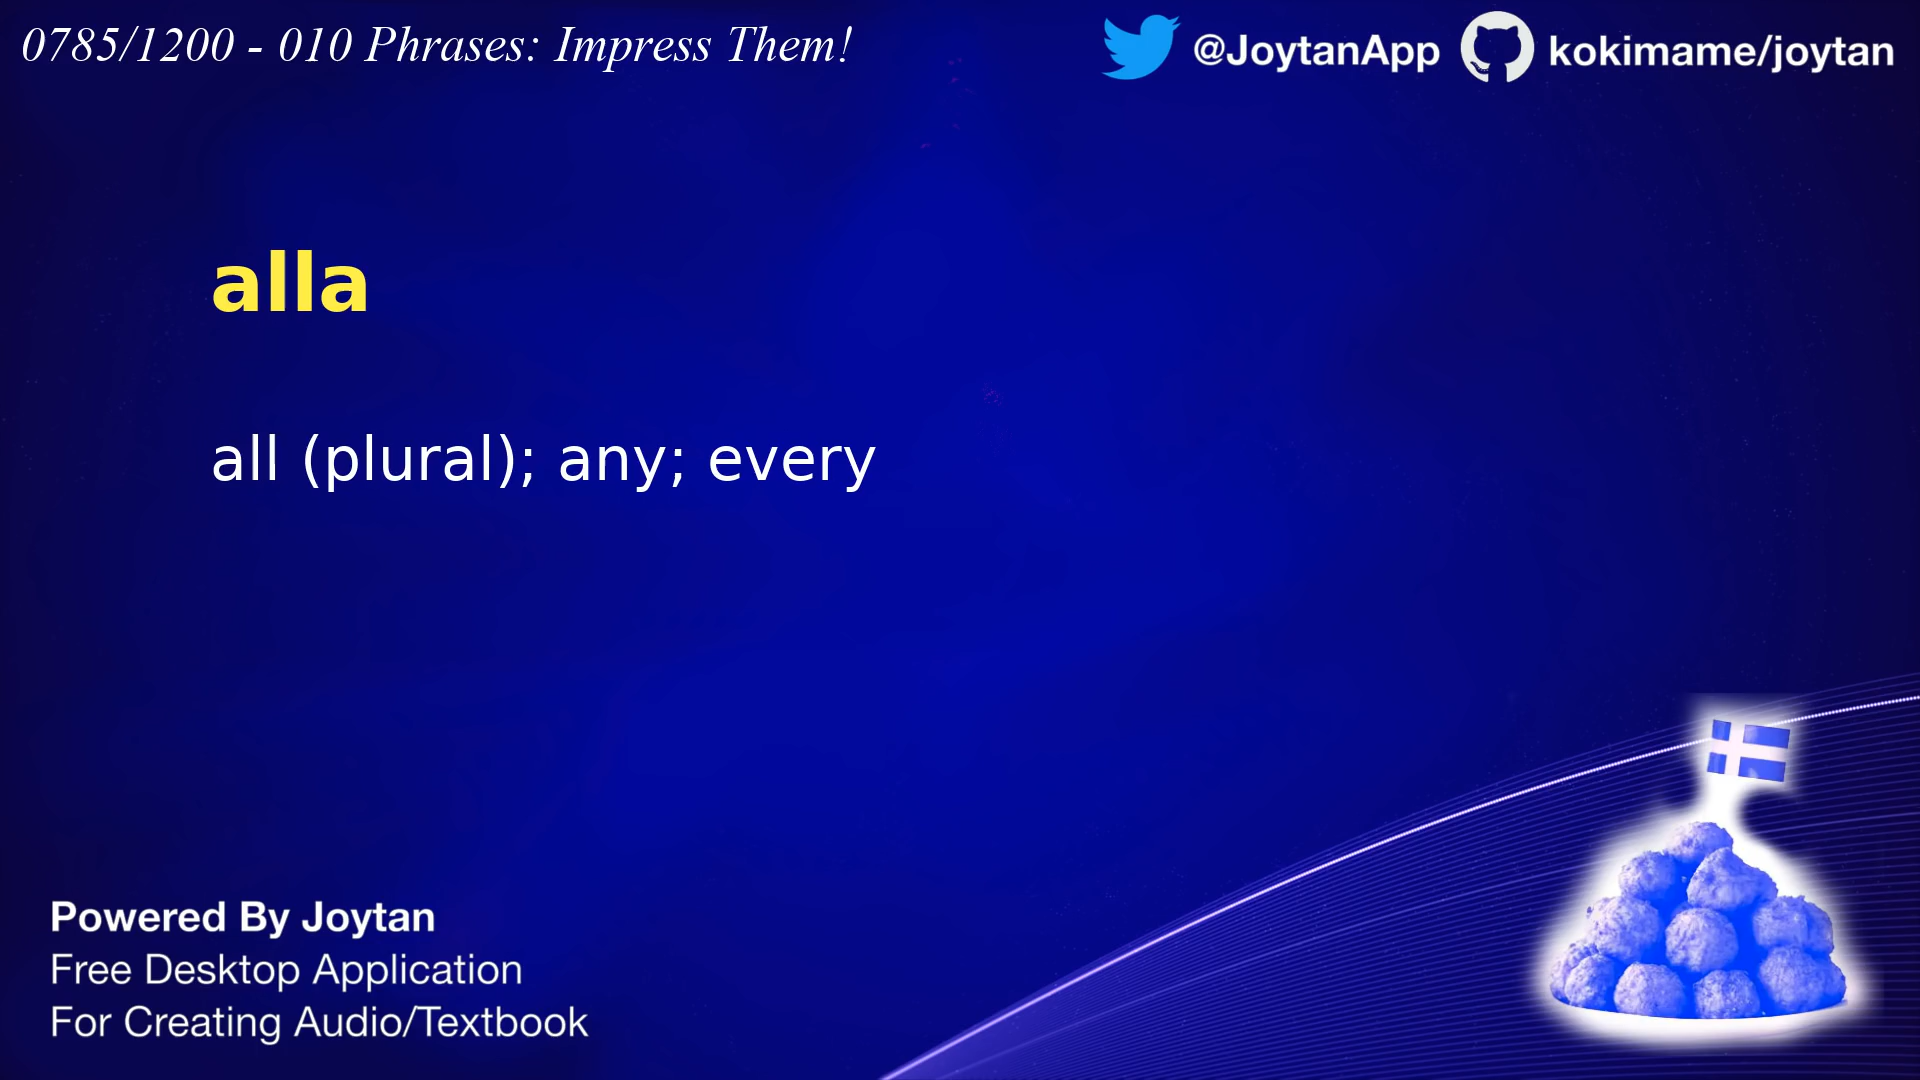 0785/1200 - 010 Phrases: Impress Them!
@JoytanApp
kokimame/joytan
alla
all (plural); any; every
Powered By Joytan
Free Desktop Application
For Creating Audio/Textbook